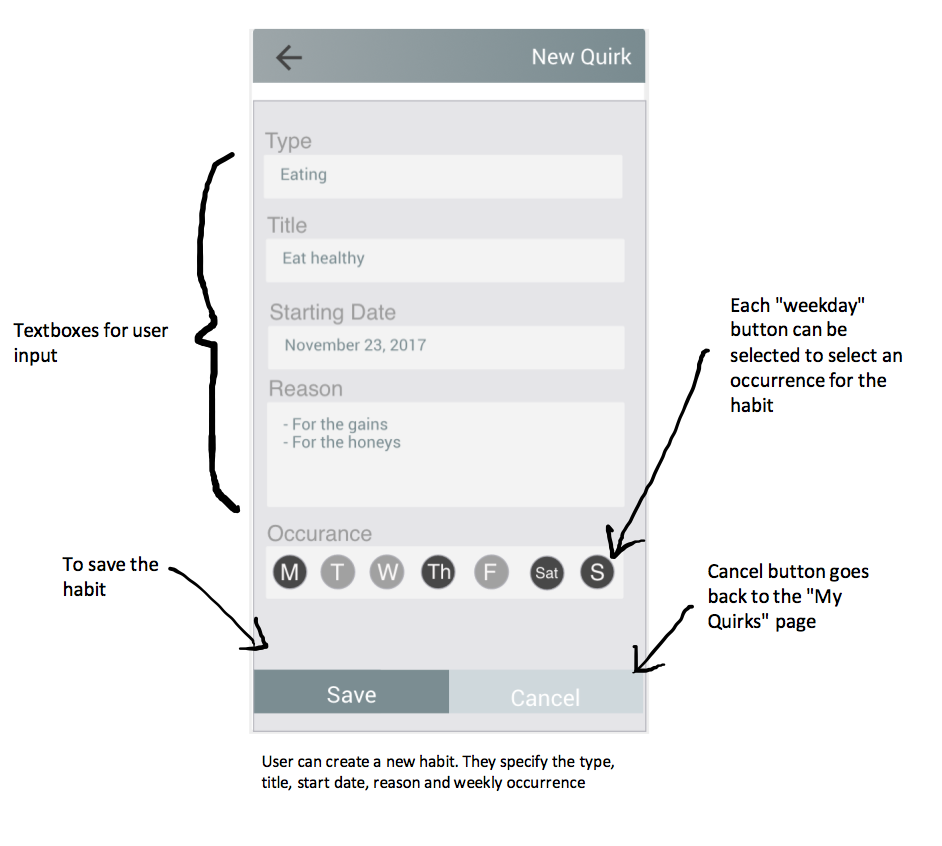 New Quirk
Type
Eating
Title
Eat healthy
Starting Date
November 23, 2017
Reason
- For the gains
- For the honeys
Occurance
M T W Th F Sat S
Save
Cancel
Textboxes for user
input
Each "weekday"
button can be
selected to select an
occurrence for the
habit
To save the
habit
Cancel button goes
back to the "My
Quirks" page
User can create a new habit. They specify the type,
title, start date, reason and weekly occurrence